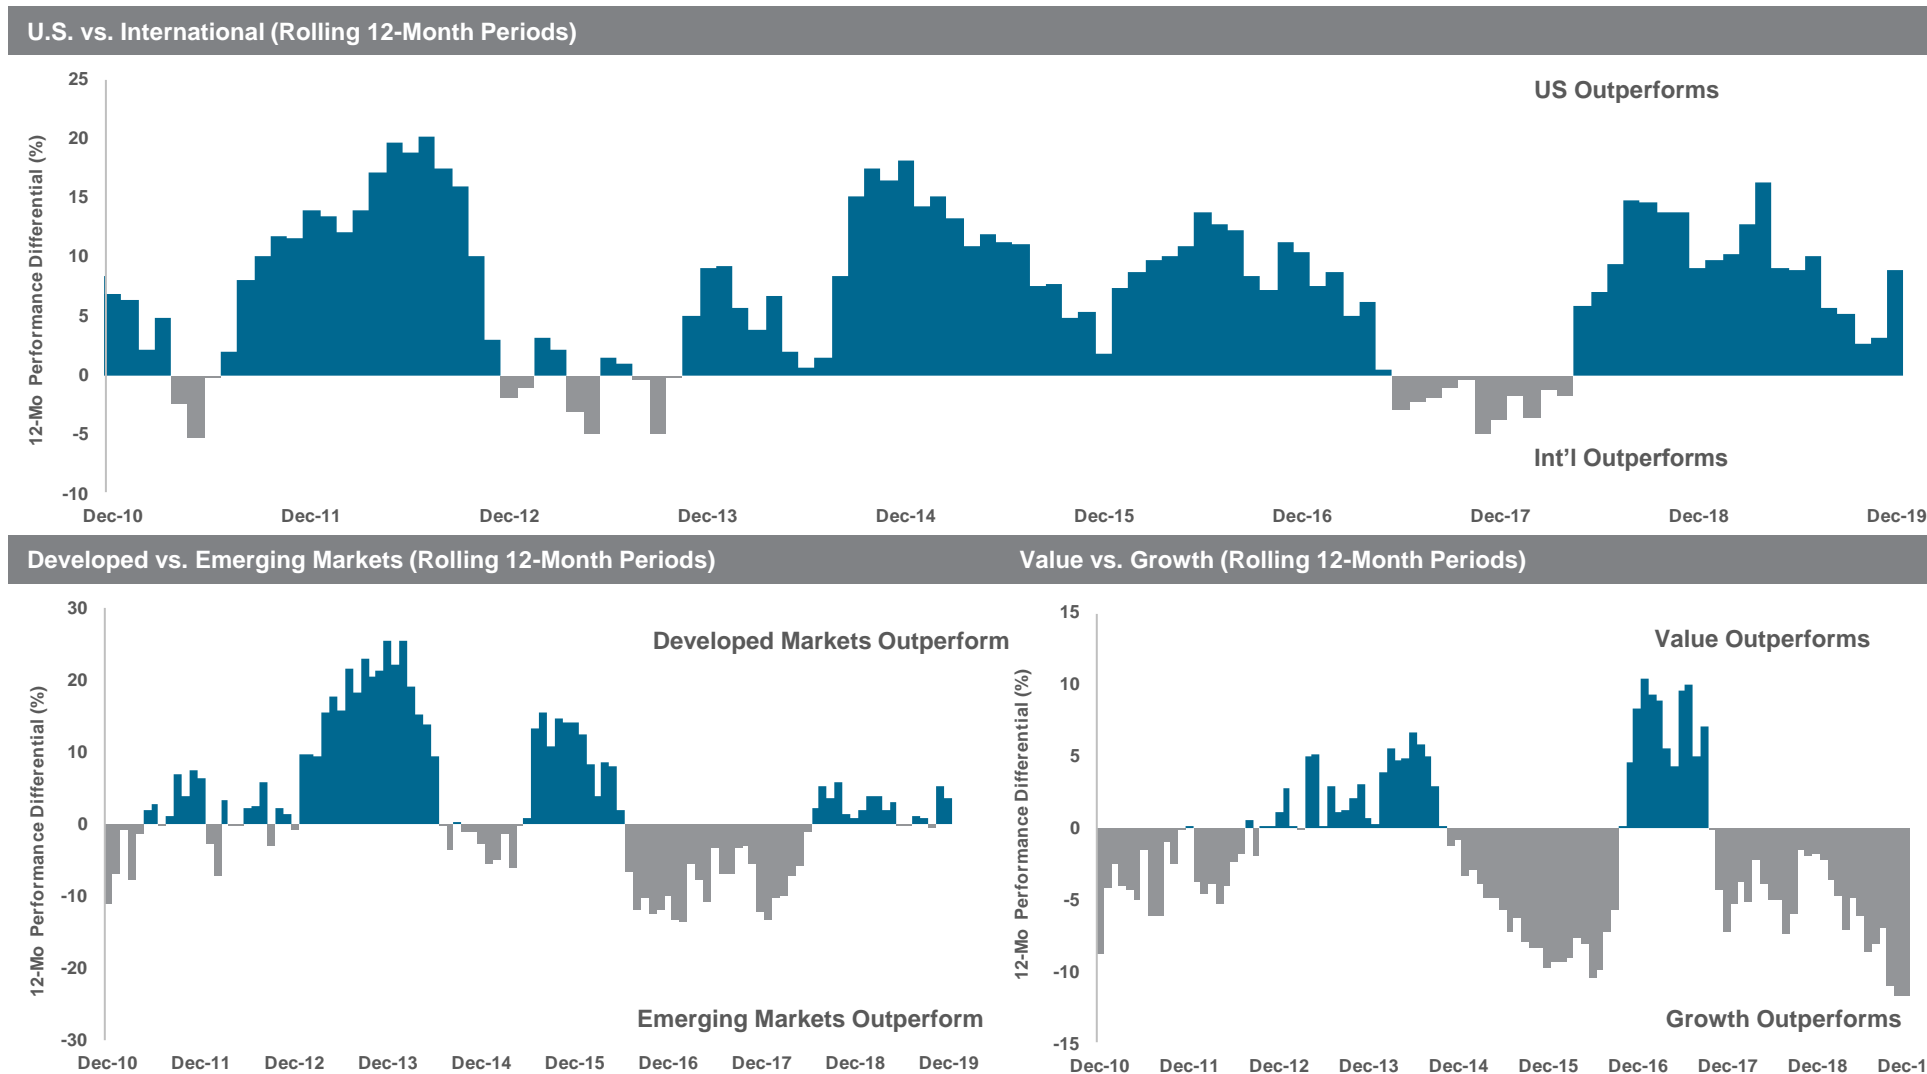 U.S. vs. International (Rolling 12-Month Periods)
12-Mo Performance Differential (%)
25
20
15
10
5
0
-5
-10
US Outperforms
Int'l Outperforms
Dec-10 Dec-11 Dec-12 Dec-13 Dec-14 Dec-15 Dec-16 Dec-17 Dec-18 Dec-19
Developed vs. Emerging Markets (Rolling 12-Month Periods)
12-Mo Performance Differential (%)
30
20
10
0
-10
-20
-30
Developed Markets Outperform
Emerging Markets Outperform
Dec-10 Dec-11 Dec-12 Dec-13 Dec-14 Dec-15 Dec-16 Dec-17 Dec-18 Dec-19
Value vs. Growth (Rolling 12-Month Periods)
12-Mo Performance Differential (%)
15
10
5
0
-5
-10
-15
Value Outperforms
Growth Outperforms
Dec-10 Dec-11 Dec-12 Dec-13 Dec-14 Dec-15 Dec-16 Dec-17 Dec-18 Dec-1